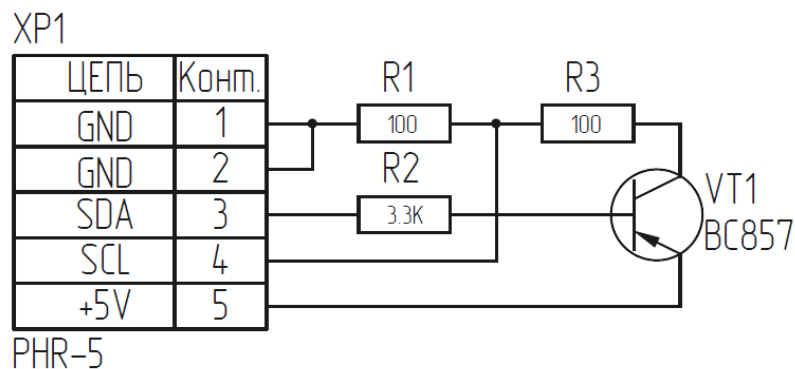 XP1
ЦЕПЬ Конт.
GND 1
GND 2
SDA 3
SCL 4
+5V 5
PHR-5
R1
100
R3
100
R2
3.3K
VT1
BC857